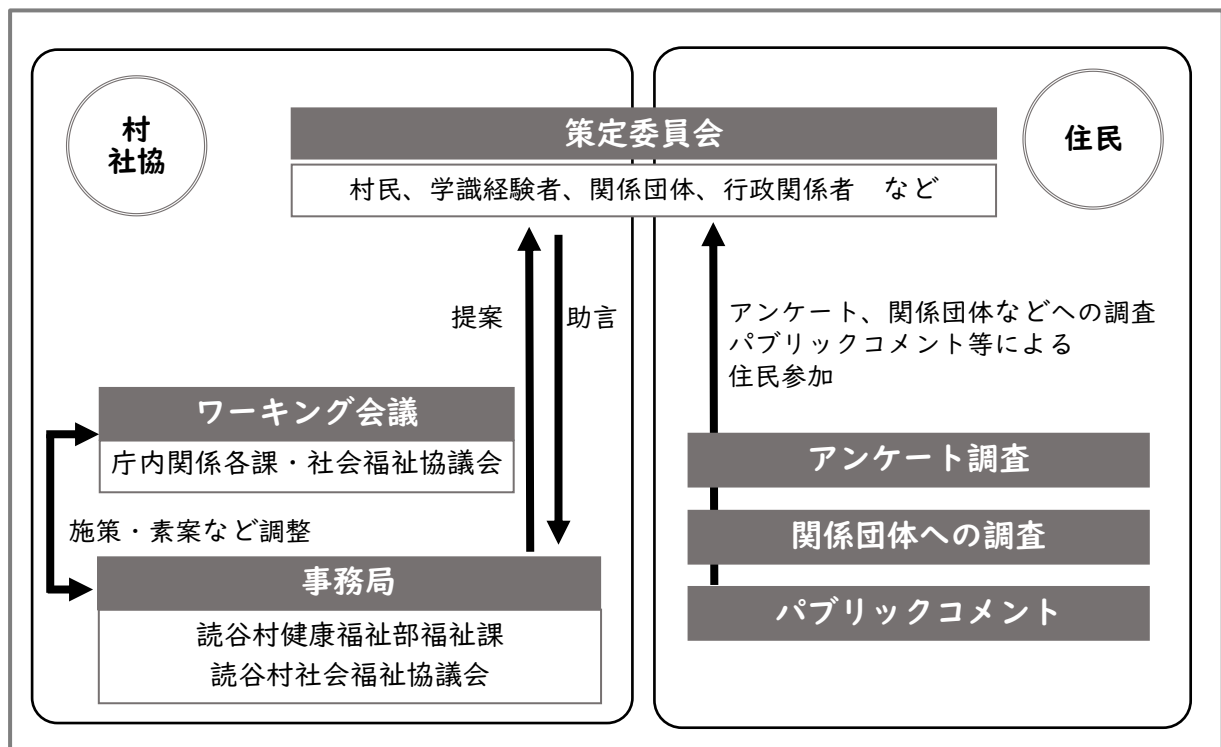 村
社協
策定委員会
村民、学識経験者、関係団体、行政関係者　など
住民
提案
助言
アンケート、関係団体などへの調査
パブリックコメント等による
住民参加
ワーキング会議
庁内関係各課・社会福祉協議会
施策・素案など調整
事務局
読谷村健康福祉部福祉課
読谷村社会福祉協議会
アンケート調査
関係団体への調査
パブリックコメント